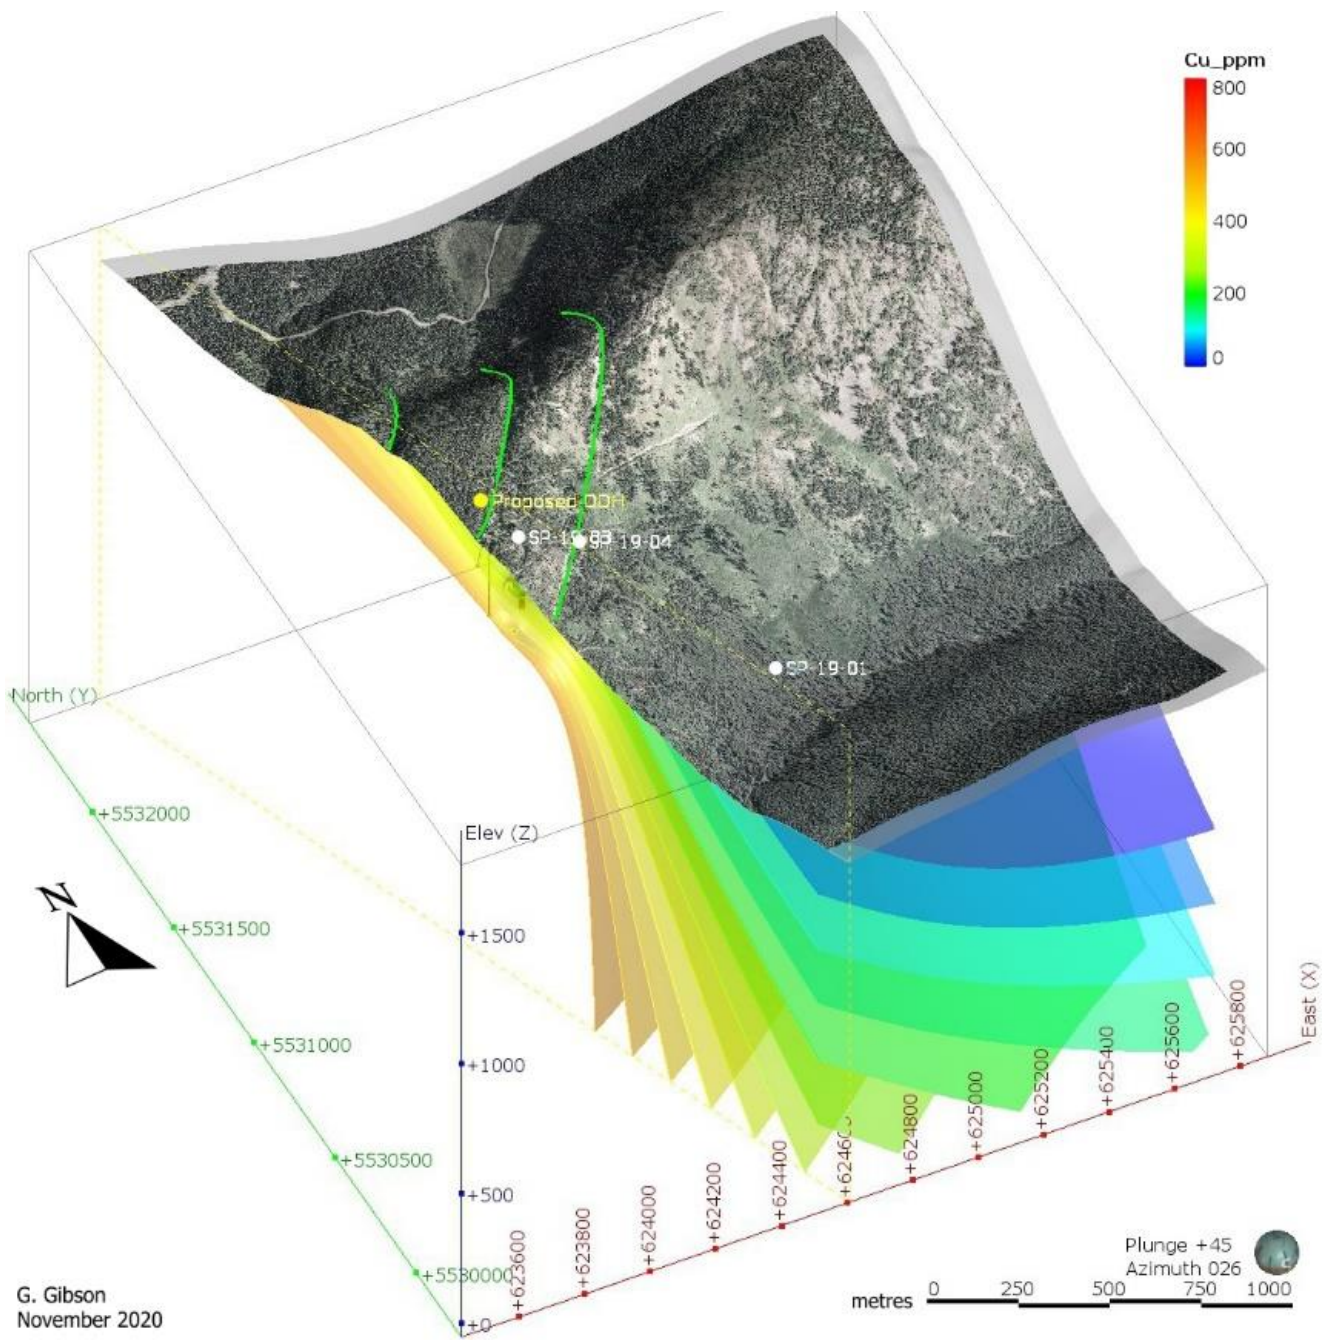 Cu_ppm
800
600
400
200
0
Proposed DDH
SP-19-03
SP-19-04
SP-19-01
North (Y)
+5532000
+5531500
+5531000
+5530500
+5530000
N
Elev (Z)
+1500
+1000
+500
+0
+623600
+623800
+624000
+624200
+624400
+624600
+624800
+625000
+625200
+625400
+625600
+625800
East (X)
Plunge +45
Azimuth 026
metres 0 250 500 750 1000
G. Gibson
November 2020